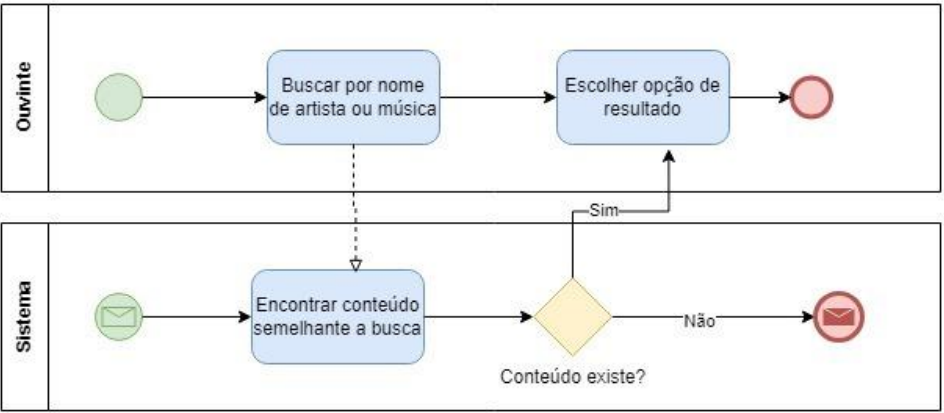 Ouvinte
Buscar por nome
de artista ou música
Escolher opção de
resultado
Sim
Sistema
Encontrar conteúdo
semelhante a busca
Não
Conteúdo existe?